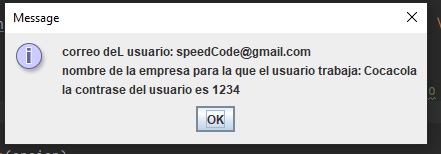 Message
correo deL usuario: speedCode@gmail.com
nombre de la empresa para la que el usuario trabaja: Cocacola
la contrase del usuario es 1234
OK